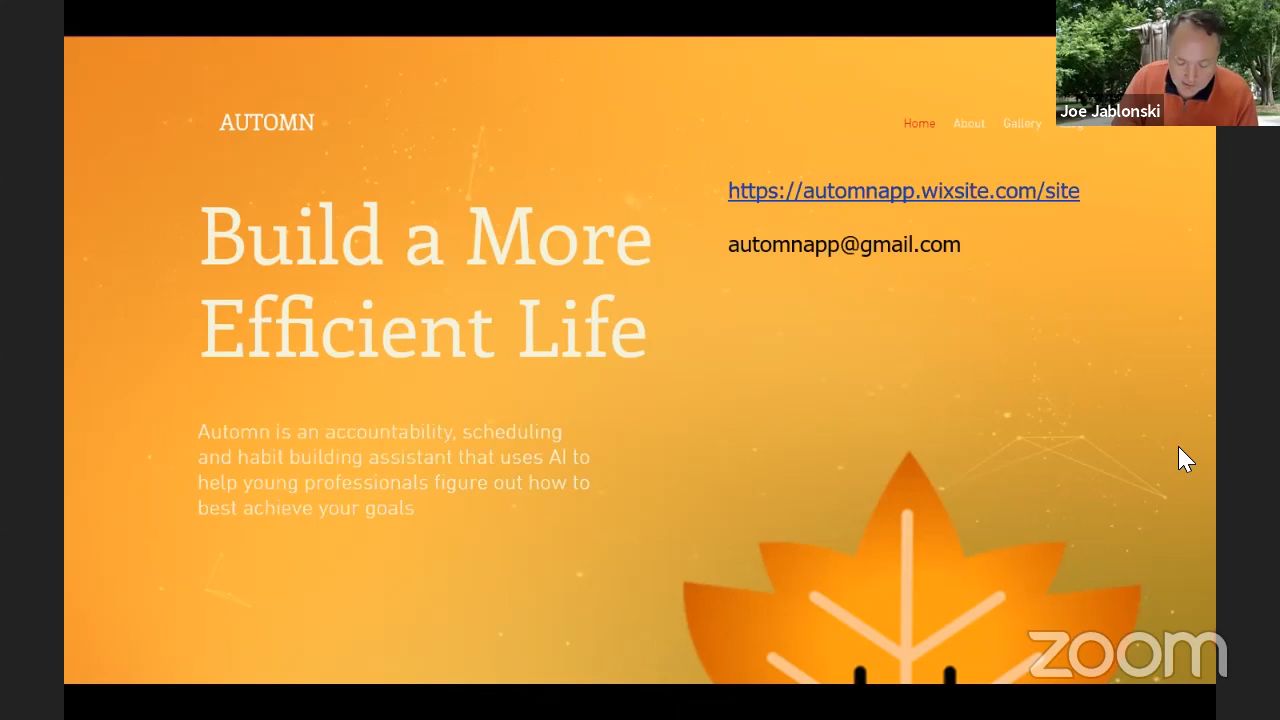 Joe Jablonski
AUTOMN
Home About Gallery
https://automnapp.wixsite.com/site
automnapp@gmail.com
Build a More
Efficient Life
Automn is an accountability, scheduling
and habit building assistant that uses AI to
help young professionals figure out how to
best achieve your goals
zoom